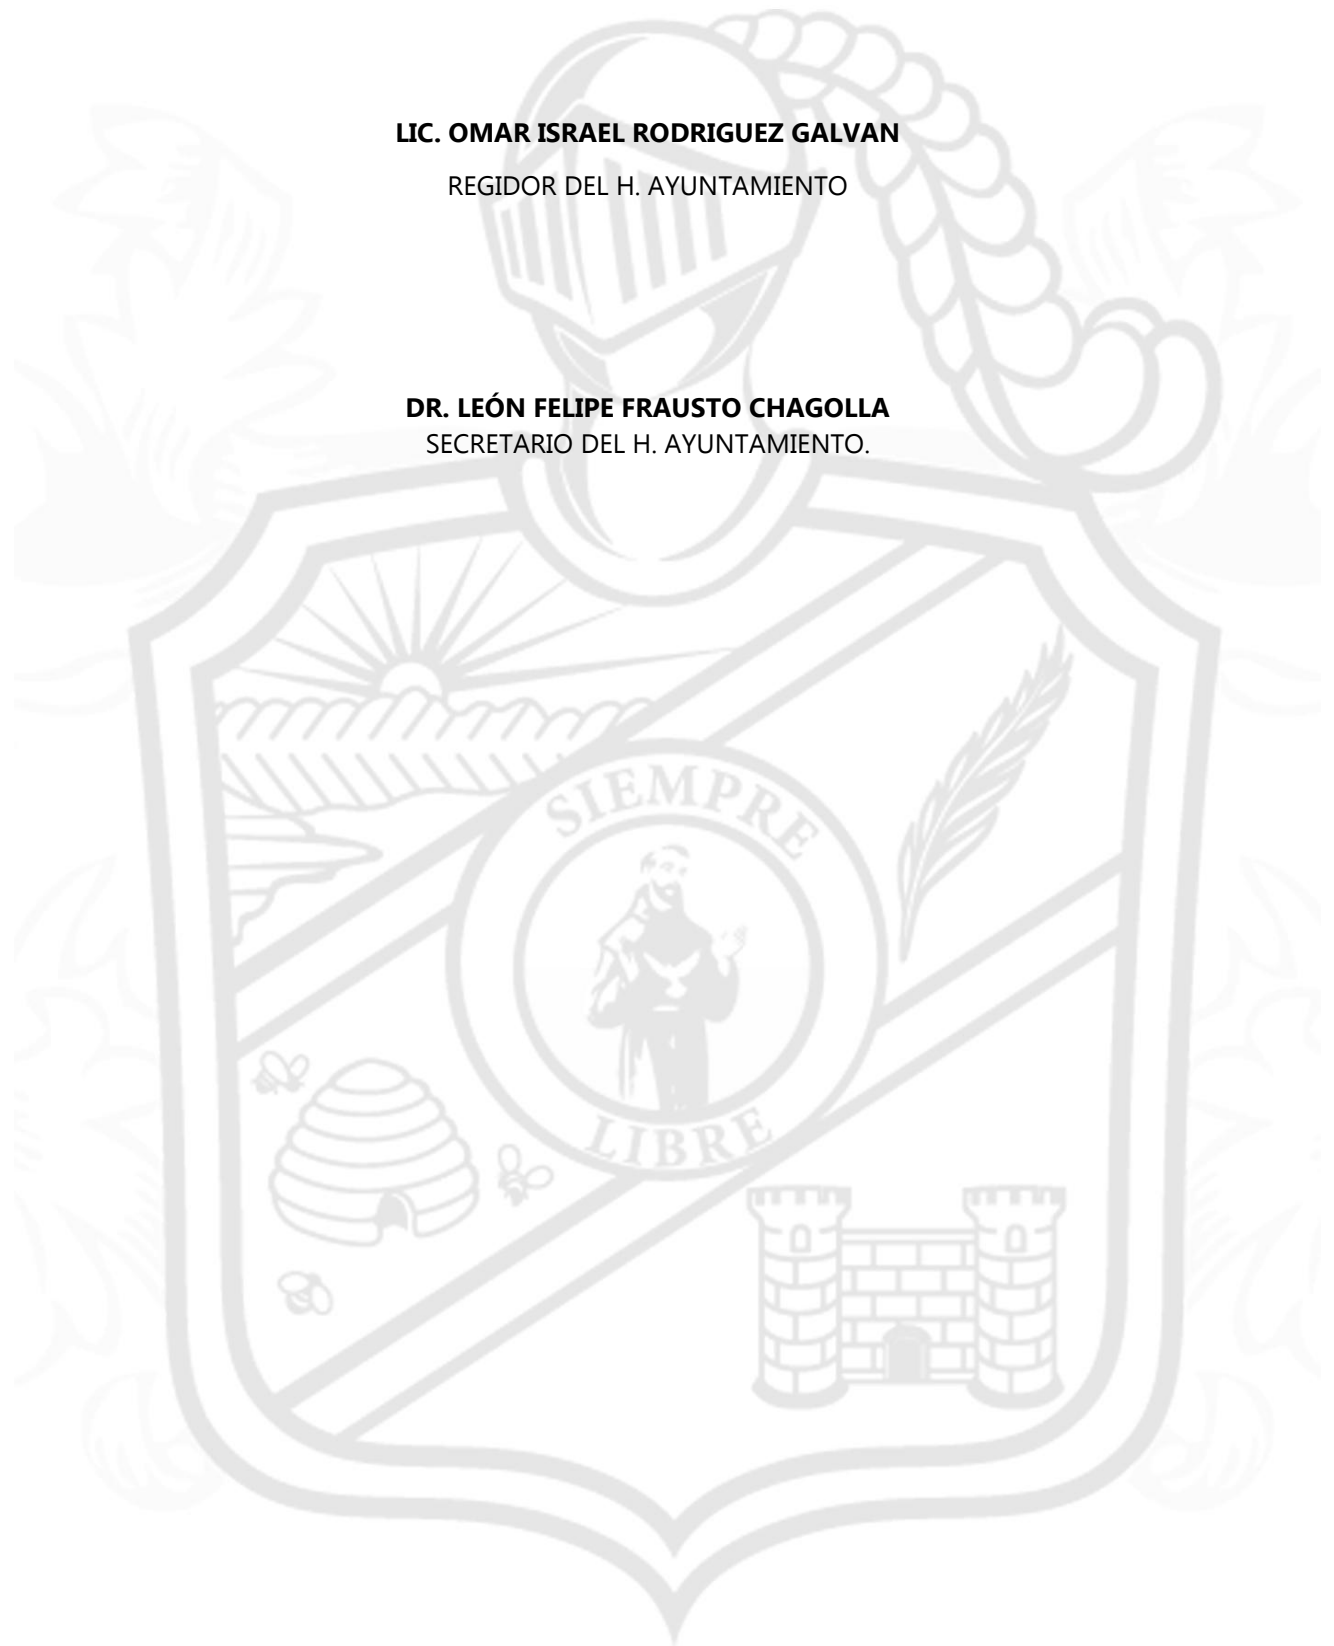 LIC. OMAR ISRAEL RODRIGUEZ GALVAN
REGIDOR DEL H. AYUNTAMIENTO
DR. LEÓN FELIPE FRAUSTO CHAGOLLA
SECRETARIO DEL H. AYUNTAMIENTO.
SIEMPRE
LIBRE